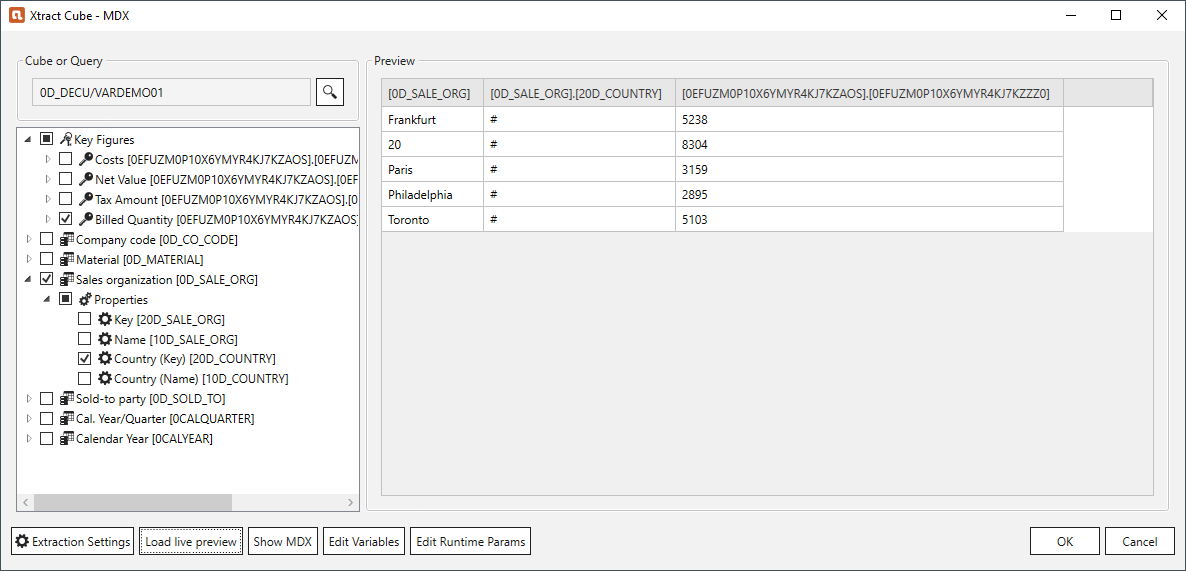 Xtract Cube - MDX
Cube or Query
0D_DECU/VARDEMO01
Key Figures
Costs [0EFUZM0P10X6YMYR4KJ7KZAOS].[0EFUZM
Net Value [0EFUZM0P10X6YMYR4KJ7KZAOS].[0EF
Tax Amount [0EFUZM0P10X6YMYR4KJ7KZAOS].[0
Billed Quantity [0EFUZM0P10X6YMYR4KJ7KZAOS]
Company code [0D_CO_CODE]
Material [0D_MATERIAL]
Sales organization [0D_SALE_ORG]
Properties
Key [20D_SALE_ORG]
Name [10D_SALE_ORG]
Country (Key) [20D_COUNTRY]
Country (Name) [10D_COUNTRY]
Sold-to party [0D_SOLD_TO]
Cal. Year/Quarter [0CALQUARTER]
Calendar Year [0CALYEAR]
Preview
[0D_SALE_ORG] [0D_SALE_ORG].[20D_COUNTRY] [0EFUZM0P10X6YMYR4KJ7KZAOS].[0EFUZM0P10X6YMYR4KJ7KZZZ0]
Frankfurt # 5238
20 # 8304
Paris # 3159
Philadelphia # 2895
Toronto # 5103
Extraction Settings Load live preview Show MDX Edit Variables Edit Runtime Params OK Cancel